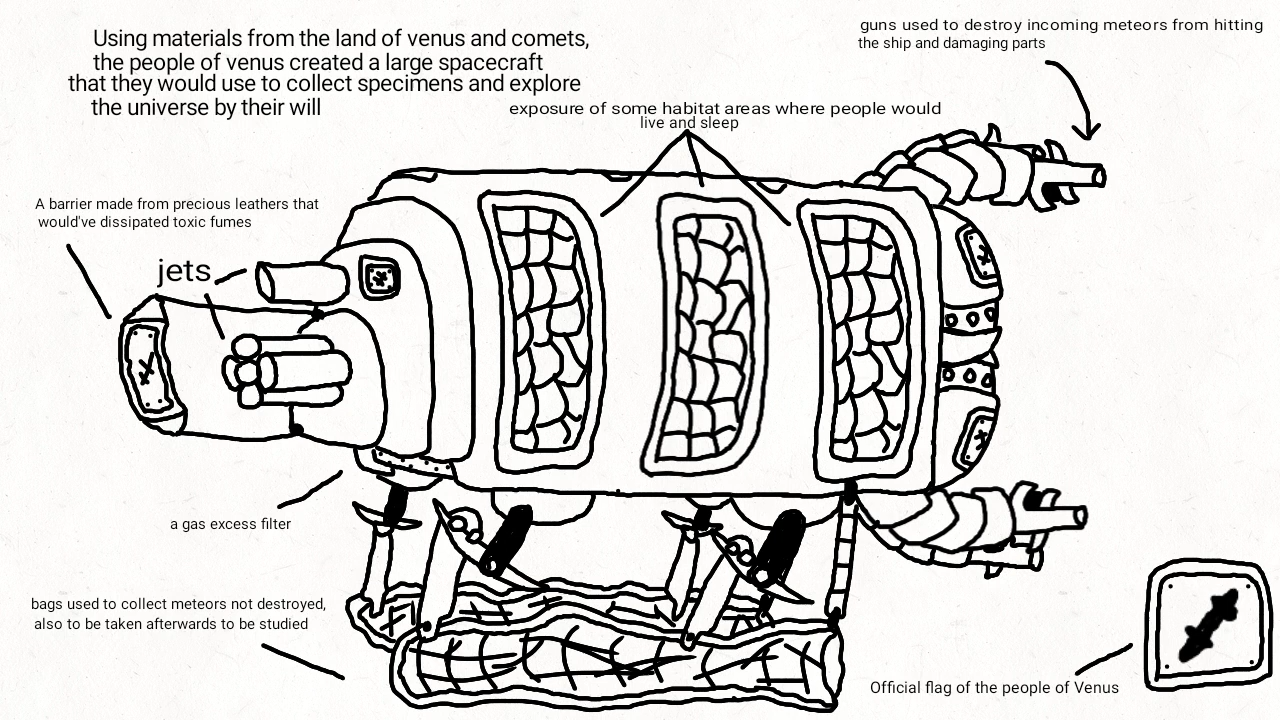 Using materials from the land of venus and comets,
the people of venus created a large spacecraft
that they would use to collect specimens and explore
the universe by their will
guns used to destroy incoming meteors from hitting
the ship and damaging parts
exposure of some habitat areas where people would
live and sleep
A barrier made from precious leathers that
would've dissipated toxic fumes
jets
a gas excess filter
bags used to collect meteors not destroyed,
also to be taken afterwards to be studied
Official flag of the people of Venus